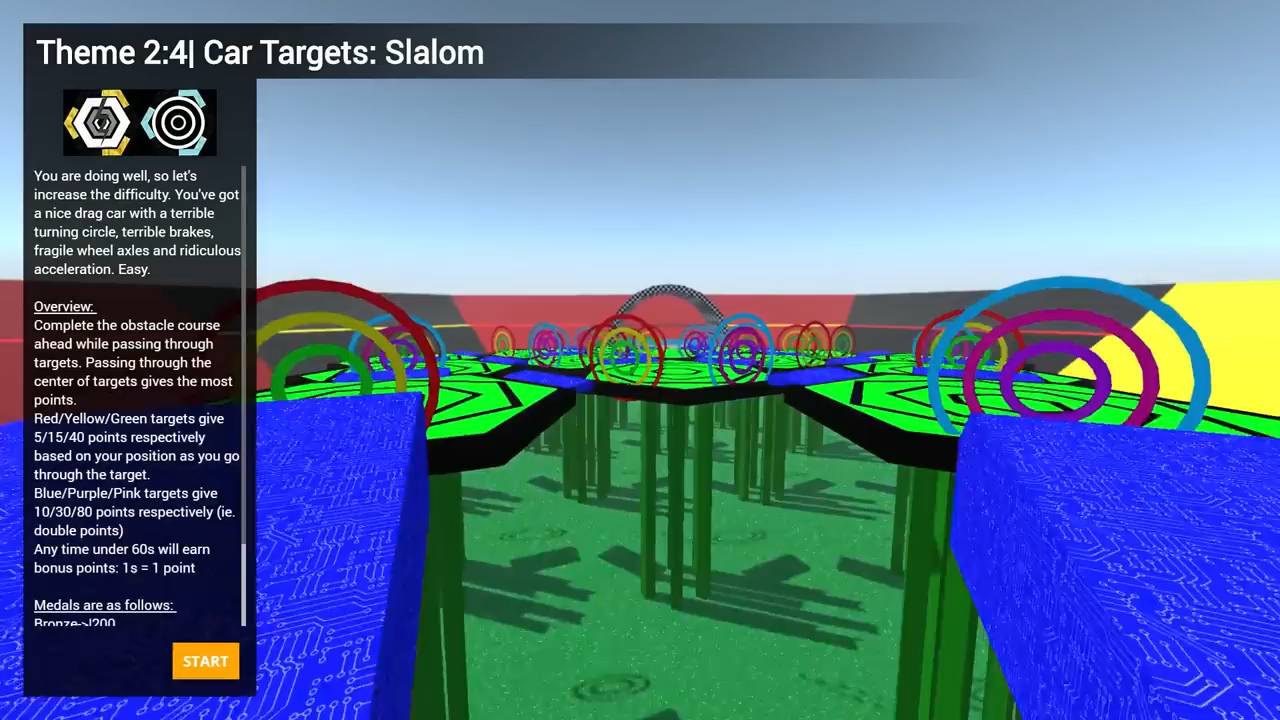 Theme 2:4| Car Targets: Slalom
You are doing well, so let's
increase the difficulty. You've got
a nice drag car with a terrible
turning circle, terrible brakes,
fragile wheel axles and ridiculous
acceleration. Easy.
Overview:
Complete the obstacle course
ahead while passing through
targets. Passing through the
center of targets gives the most
points.
Red/Yellow/Green targets give
5/15/40 points respectively
based on your position as you go
through the target.
Blue/Purple/Pink targets give
10/30/80 points respectively (ie.
double points)
Any time under 60s will earn
bonus points: 1s = 1 point
Medals are as follows:
Bronze->|200
START